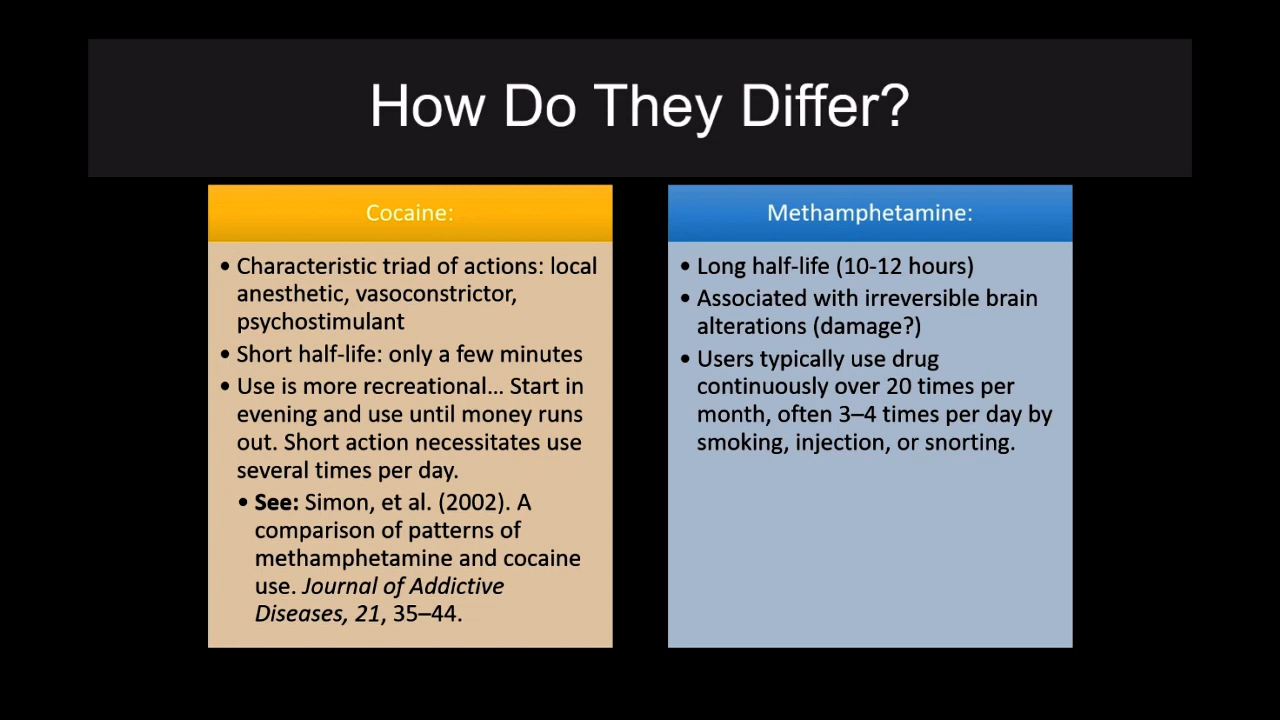 How Do They Differ?
Cocaine:
• Characteristic triad of actions: local
anesthetic, vasoconstrictor,
psychostimulant
• Short half-life: only a few minutes
• Use is more recreational... Start in
evening and use until money runs
out. Short action necessitates use
several times per day.
• See: Simon, et al. (2002). A
comparison of patterns of
methamphetamine and cocaine
use. Journal of Addictive
Diseases, 21, 35–44.
Methamphetamine:
• Long half-life (10-12 hours)
• Associated with irreversible brain
alterations (damage?)
• Users typically use drug
continuously over 20 times per
month, often 3–4 times per day by
smoking, injection, or snorting.